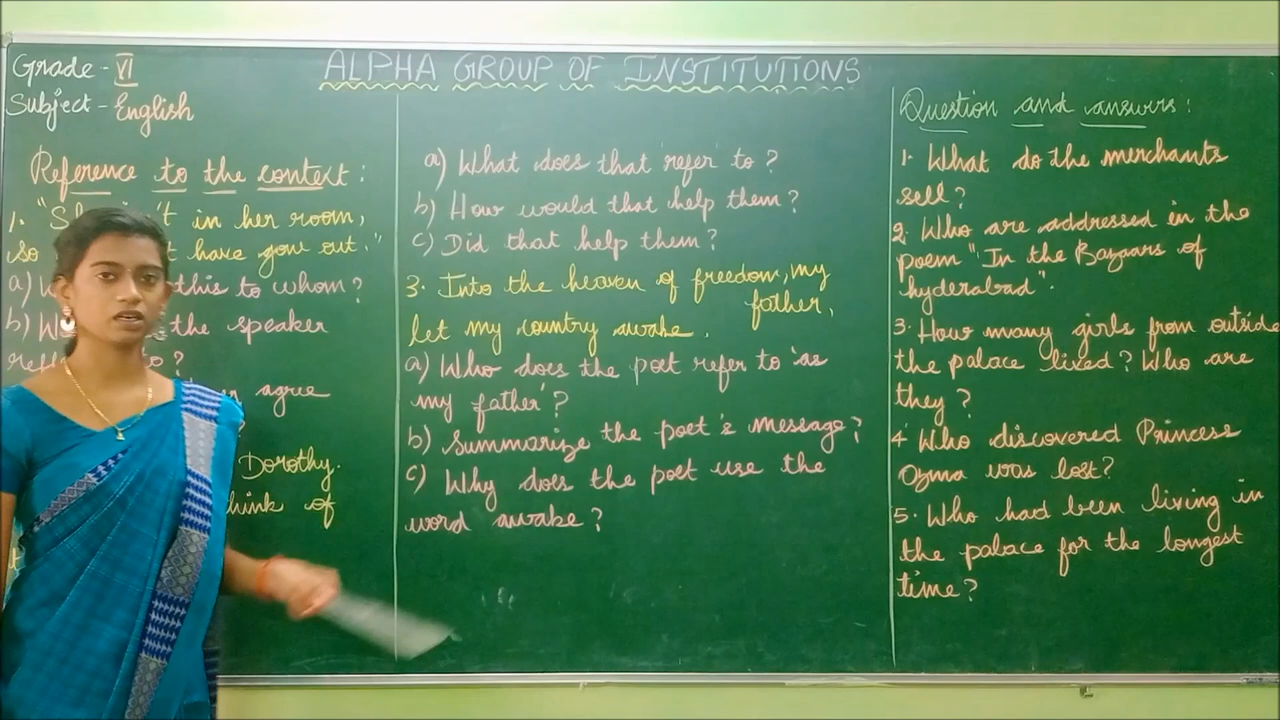 Grade - VI
Subject - English
ALPHA GROUP OF INSTITUTIONS
Reference to the context :
1. "S 't in her room,
so t have gone out."
a) this to whom?
b) the speaker
to?
agree
Dorothy.
think of
a) What does that 'refer' to ?
b) How would that help them?
c) Did that help them?
3. Into the heaven of freedom, my
father,
let my country awake.
a) Who does the poet refer to 'as
my father'?
b) Summarize the poet's message?
c) Why does the poet use the
word awake?
Question and answers :
1. What do the merchants
sell?
2. Who are addressed in the
poem "In the Bazaars of
hyderabad".
3. How many girls from outside
the palace lived? Who are
they?
4 Who discovered Princess
Ozma was lost?
5. Who had been living in
the palace for the longest
time?